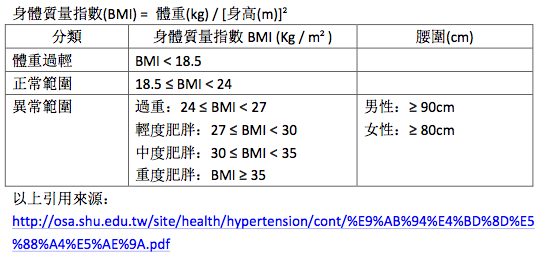 身體質量指數(BMI) = 體重(kg) / [身高(m)]²
分類 身體質量指數 BMI (Kg / m² ) 腰圍(cm)
體重過輕 BMI < 18.5
正常範圍 18.5 ≤ BMI < 24
異常範圍 過重：24 ≤ BMI < 27 男性：≥ 90cm
輕度肥胖：27 ≤ BMI < 30 女性：≥ 80cm
中度肥胖：30 ≤ BMI < 35
重度肥胖：BMI ≥ 35
以上引用來源：
http://osa.shu.edu.tw/site/health/hypertension/cont/%E9%AB%94%E4%BD%8D%E5
%88%A4%E5%AE%9A.pdf